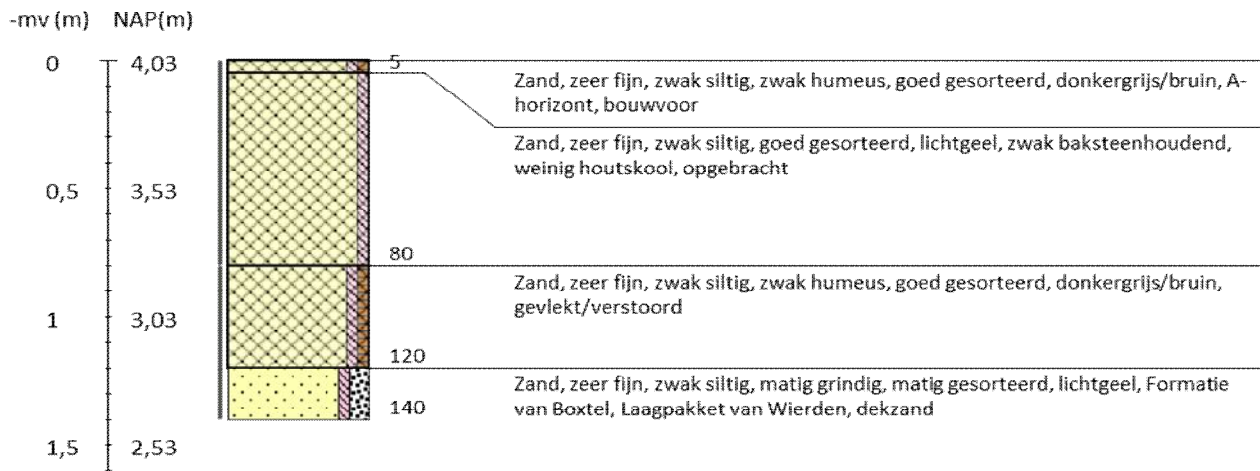 -mv (m) NAP(m)
0 4,03
5
Zand, zeer fijn, zwak siltig, zwak humeus, goed gesorteerd, donkergrijs/bruin, A-
horizont, bouwvoor
Zand, zeer fijn, zwak siltig, goed gesorteerd, lichtgeel, zwak baksteenhoudend,
weinig houtskool, opgebracht
0,5 3,53
80
Zand, zeer fijn, zwak siltig, zwak humeus, goed gesorteerd, donkergrijs/bruin,
gevlekt/verstoord
1 3,03
120
Zand, zeer fijn, zwak siltig, matig grindig, matig gesorteerd, lichtgeel, Formatie
van Boxtel, Laagpakket van Wierden, dekzand
140
1,5 2,53